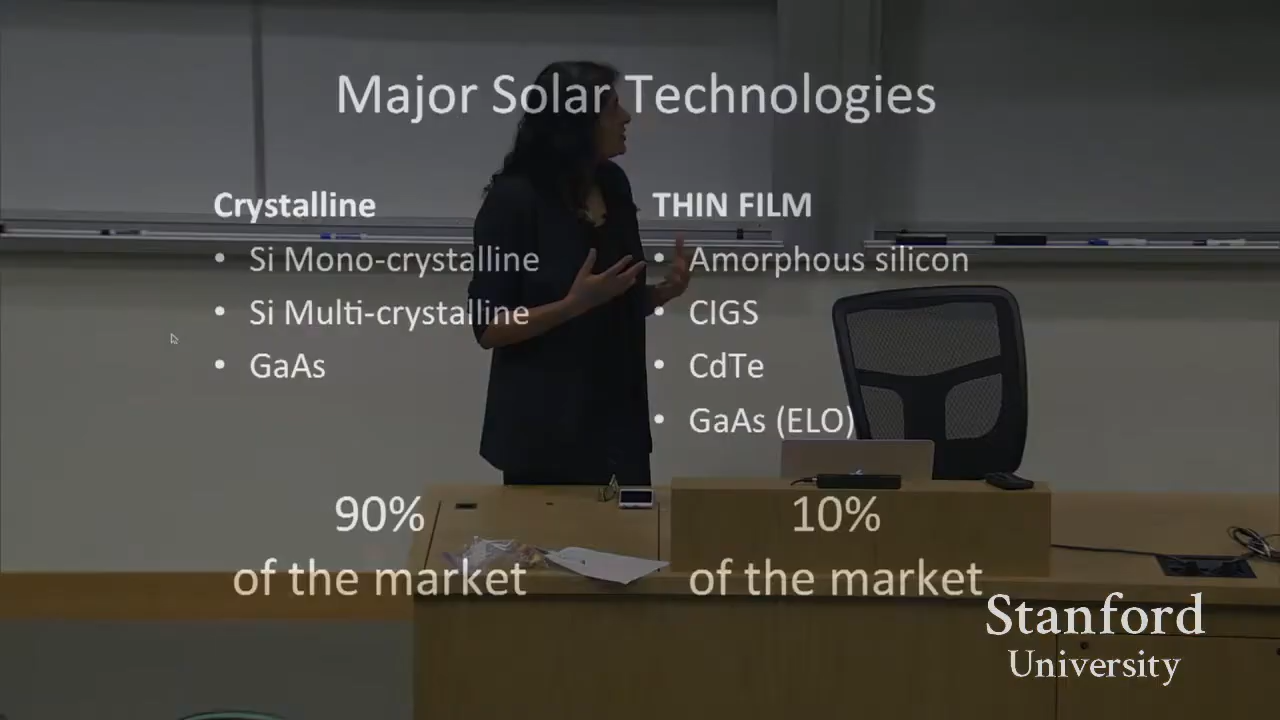 Major Solar Technologies
Crystalline
• Si Mono-crystalline
• Si Multi-crystalline
• GaAs
90%
of the market
THIN FILM
• Amorphous silicon
• CIGS
• CdTe
• GaAs (ELO)
10%
of the market
Stanford
University